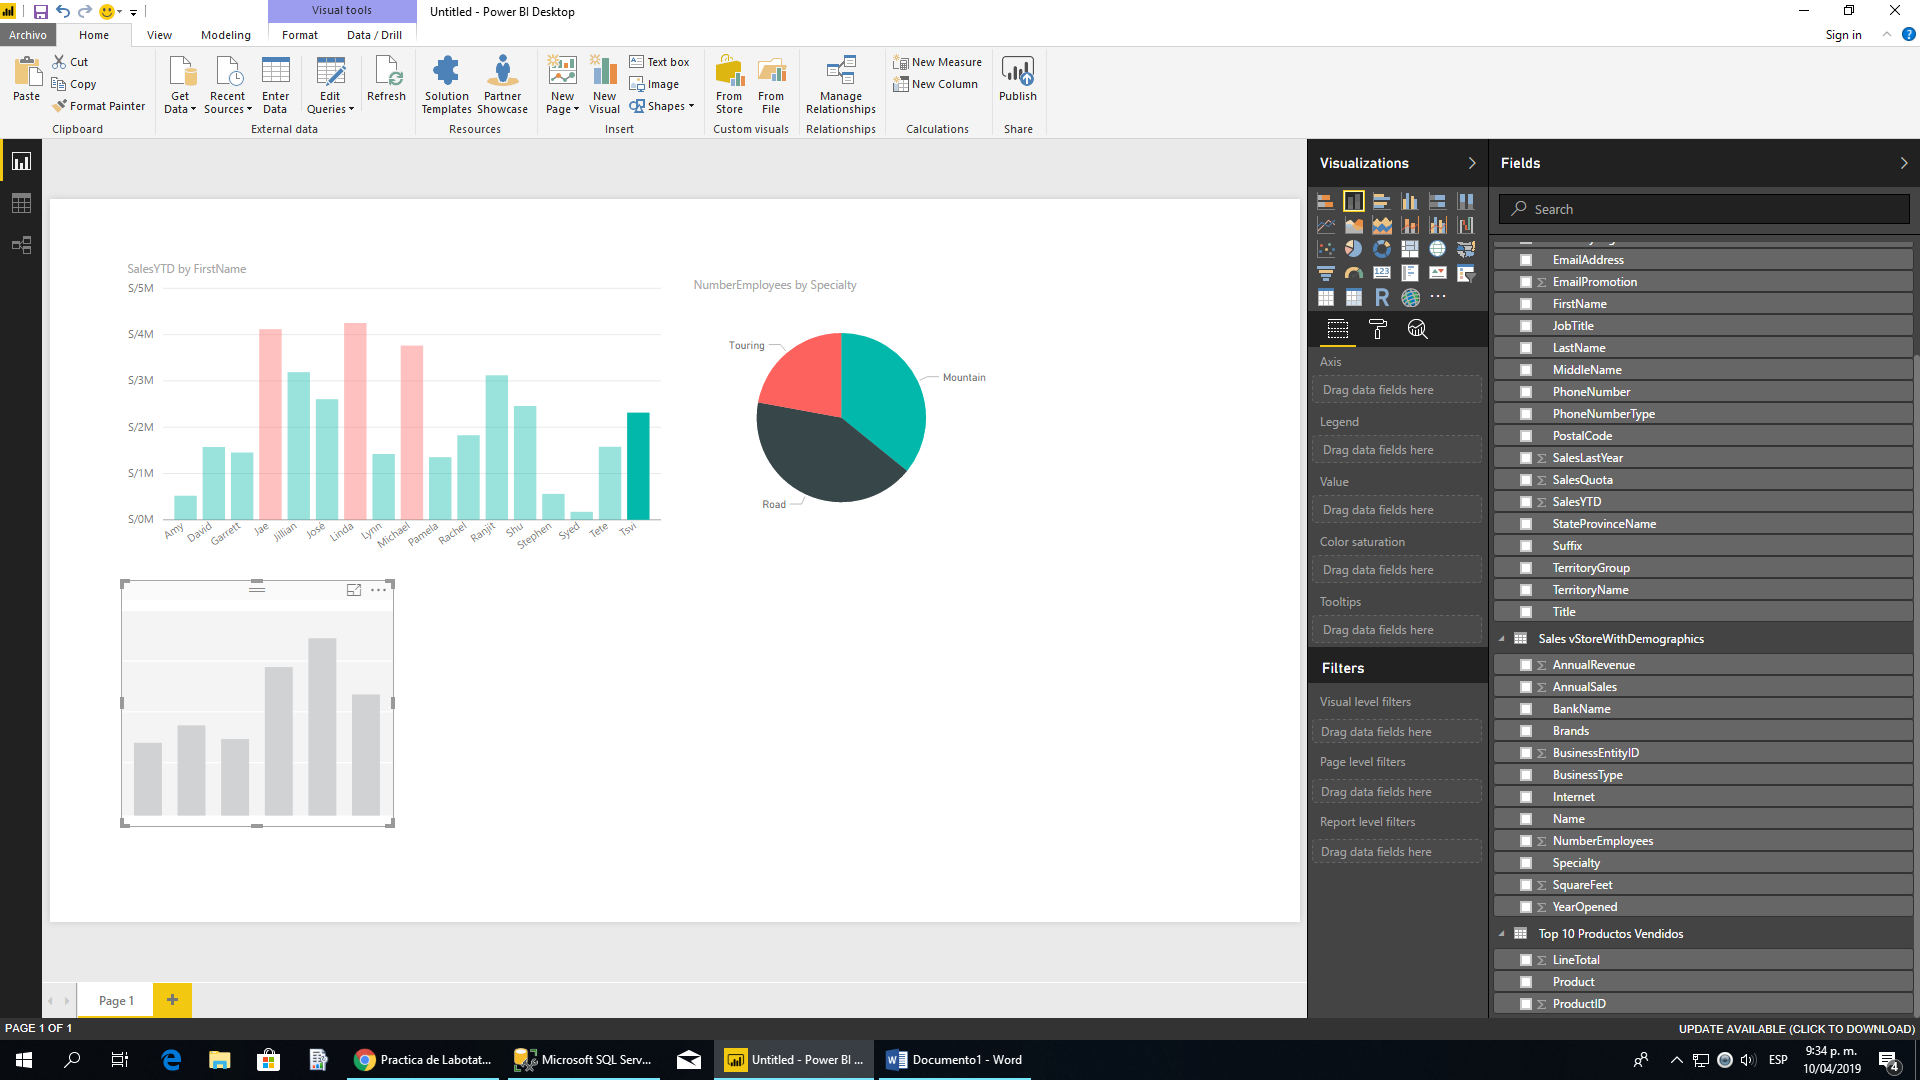 Visual tools
Untitled - Power BI Desktop
Archivo
Home
View
Modeling
Format
Data / Drill
Sign in
Paste
Cut
Copy
Format Painter
Clipboard
Get Data
Recent Sources
Enter Data
Edit Queries
Refresh
External data
Solution Templates
Partner Showcase
Resources
New Page
New Visual
Text box
Image
Shapes
Insert
From Store
From File
Custom visuals
Manage Relationships
Relationships
New Measure
New Column
Calculations
Publish
Share
SalesYTD by FirstName
S/5M
S/4M
S/3M
S/2M
S/1M
S/0M
Amy
David
Garrett
Jae
Jillian
José
Linda
Lynn
Michael
Pamela
Rachel
Ranjit
Shu
Stephen
Syed
Tete
Tsvi
NumberEmployees by Specialty
Touring
Mountain
Road
Visualizations
Axis
Drag data fields here
Legend
Drag data fields here
Value
Drag data fields here
Color saturation
Drag data fields here
Tooltips
Drag data fields here
Filters
Visual level filters
Drag data fields here
Page level filters
Drag data fields here
Report level filters
Drag data fields here
Fields
Search
EmailAddress
EmailPromotion
FirstName
JobTitle
LastName
MiddleName
PhoneNumber
PhoneNumberType
PostalCode
SalesLastYear
SalesQuota
SalesYTD
StateProvinceName
Suffix
TerritoryGroup
TerritoryName
Title
Sales vStoreWithDemographics
AnnualRevenue
AnnualSales
BankName
Brands
BusinessEntityID
BusinessType
Internet
Name
NumberEmployees
Specialty
SquareFeet
YearOpened
Top 10 Productos Vendidos
LineTotal
Product
ProductID
Page 1
PAGE 1 OF 1
UPDATE AVAILABLE (CLICK TO DOWNLOAD)
Practica de Labotat...
Microsoft SQL Serv...
Untitled - Power BI ...
Documento1 - Word
ESP
9:34 p. m.
10/04/2019
4